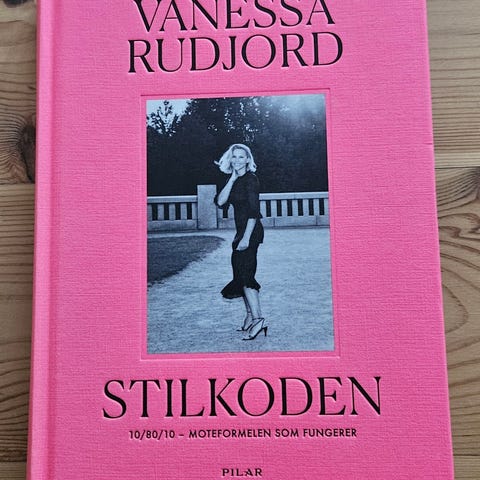 VANESSA
RUDJORD
STILKODEN
10/80/10 – MOTEFORMELEN SOM FUNGERER
PILAR